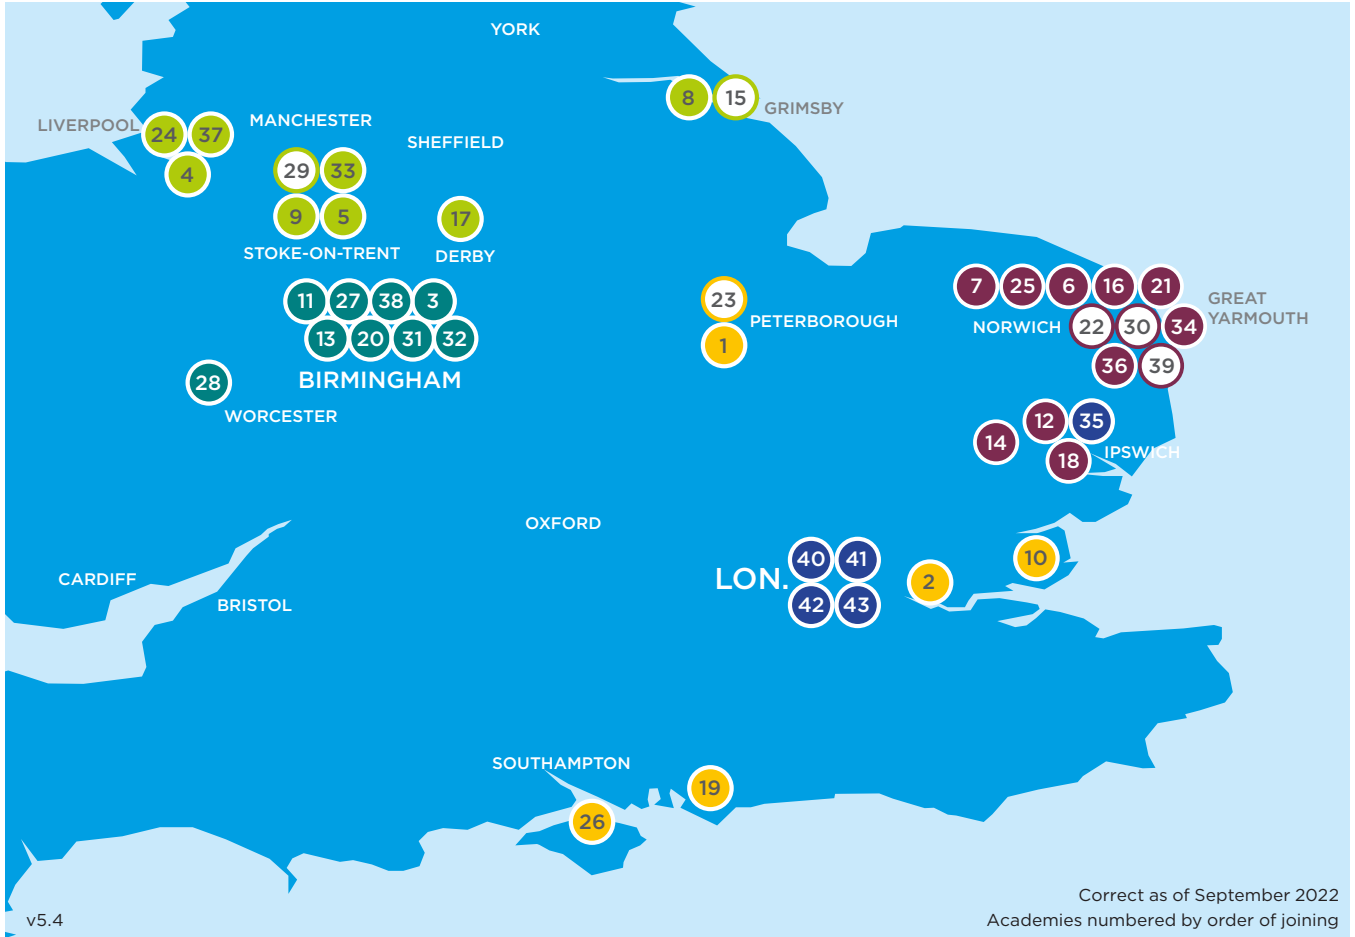 YORK
8 15
GRIMSBY
LIVERPOOL
24 37
4
MANCHESTER
29 33
9 5
STOKE-ON-TRENT
SHEFFIELD
17
DERBY
11 27 38 3
13 20 31 32
BIRMINGHAM
28
WORCESTER
23
1
PETERBOROUGH
7 25 6 16 21
NORWICH 22 30 34
36 39
GREAT
YARMOUTH
12 35
14
18
IPSWICH
OXFORD
CARDIFF
BRISTOL
LON.
40 41
42 43
2
10
SOUTHAMPTON
19
26
v5.4
Correct as of September 2022
Academies numbered by order of joining